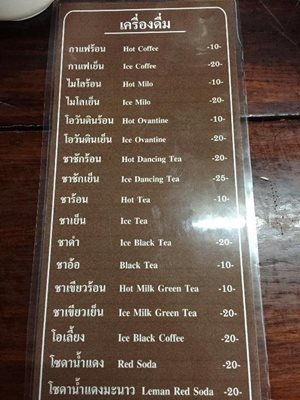 เครื่องดื่ม
กาแฟร้อน Hot Coffee -10-
กาแฟเย็น Ice Coffee -20-
ไมโลร้อน Hot Milo -10-
ไมโลเย็น Ice Milo -20-
โอวันตินร้อน Hot Ovantine -10-
โอวันตินเย็น Ice Ovantine -20-
ชาชักร้อน Hot Dancing Tea -20-
ชาชักเย็น Ice Dancing Tea -25-
ชาร้อน Hot Tea -10-
ชาเย็น Ice Tea -20-
ชาดำ Ice Black Tea -20-
ชาอ้อ Black Tea -10-
ชาเขียวร้อน Hot Milk Green Tea -10-
ชาเขียวเย็น Ice Milk Green Tea -20-
โอเลี้ยง Ice Black Coffee -20-
โซดาน้ำแดง Red Soda -20-
โซดาน้ำแดงมะนาว Leman Red Soda -20-